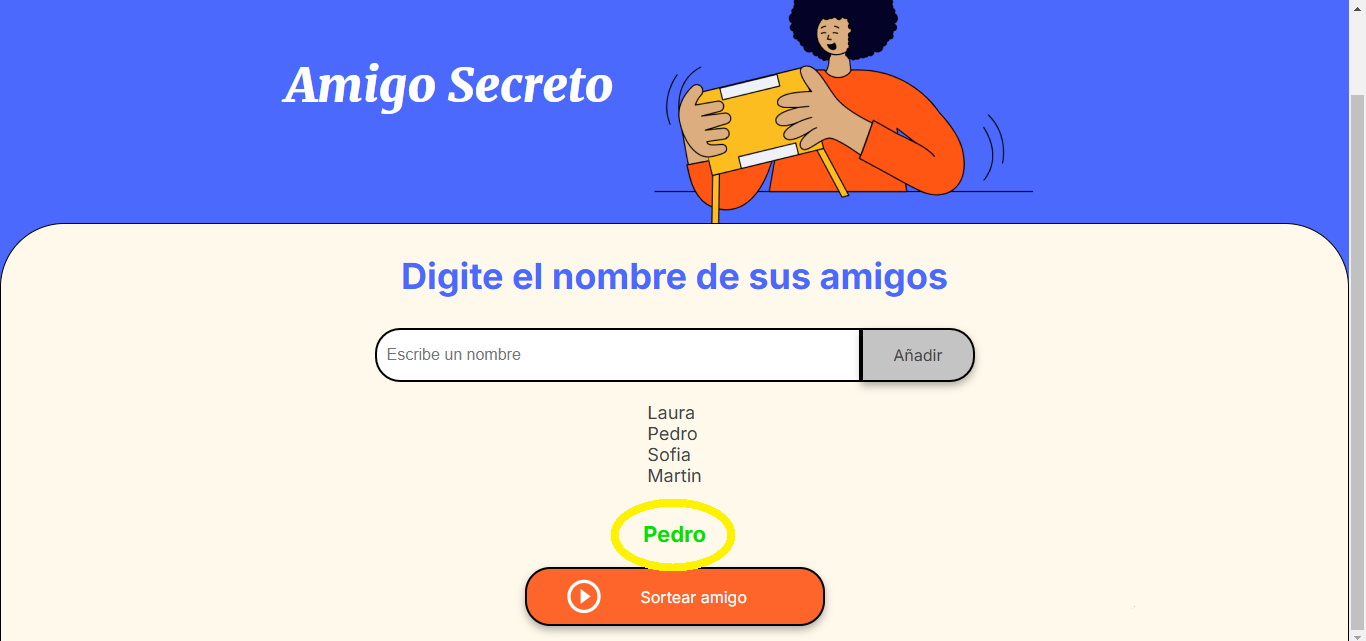 Amigo Secreto
Digite el nombre de sus amigos
Escribe un nombre
Añadir
Laura
Pedro
Sofia
Martin
Pedro
Sortear amigo